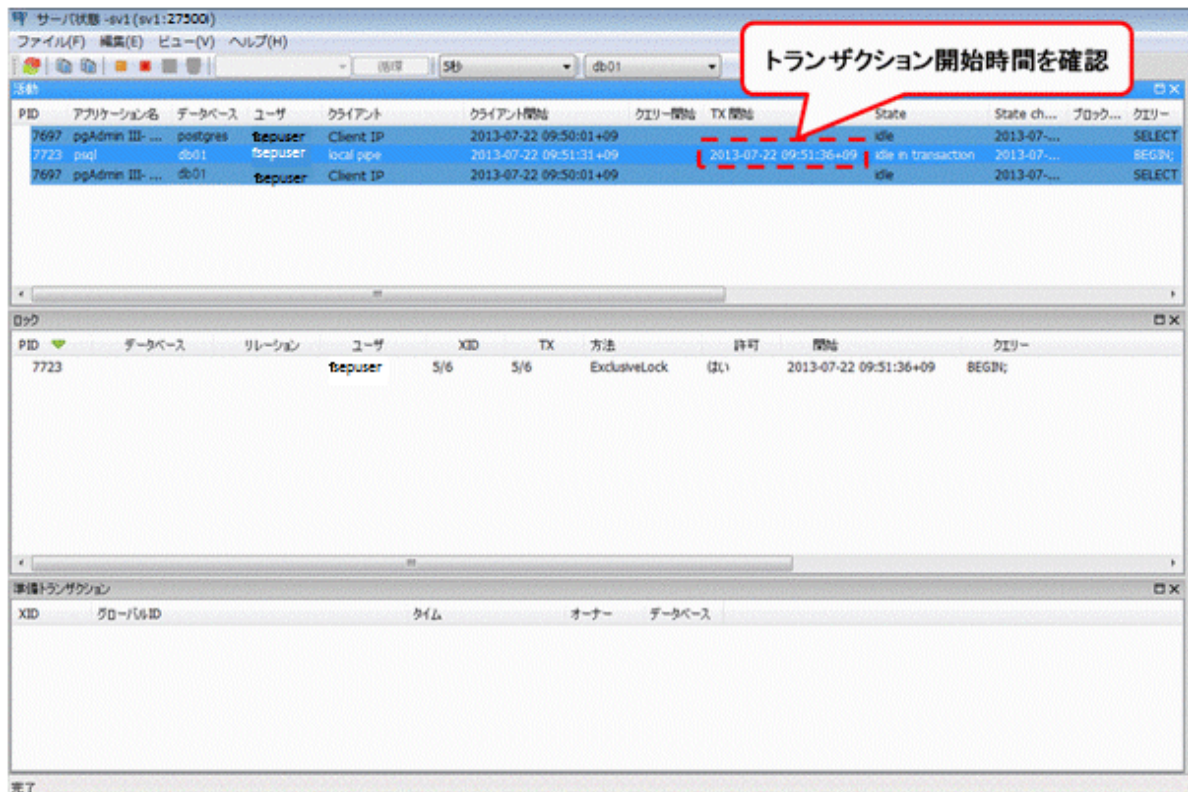 サーバ状態 -sv1 (sv1:27500)
ファイル(F) 編集(E) ビュー(V) ヘルプ(H)
トランザクション開始時間を確認
循環 5秒 db01
活動
PID アプリケーション名 データベース ユーザ クライアント クライアント開始 クエリー開始 TX 開始 State State ch... ブロック... クエリー
7697 pgAdmin III- ... postgres fsepuser Client IP 2013-07-22 09:50:01+09 idle 2013-07-... SELECT
7723 psql db01 fsepuser local pipe 2013-07-22 09:51:31+09 2013-07-22 09:51:36+09 idle in transaction 2013-07-... BEGIN;
7697 pgAdmin III- ... db01 fsepuser Client IP 2013-07-22 09:50:01+09 idle 2013-07-... SELECT
ロック
PID データベース リレーション ユーザ XID TX 方法 許可 開始 クエリー
7723 fsepuser 5/6 5/6 ExclusiveLock はい 2013-07-22 09:51:36+09 BEGIN;
準備トランザクション
XID グローバルID タイム オーナー データベース
完了